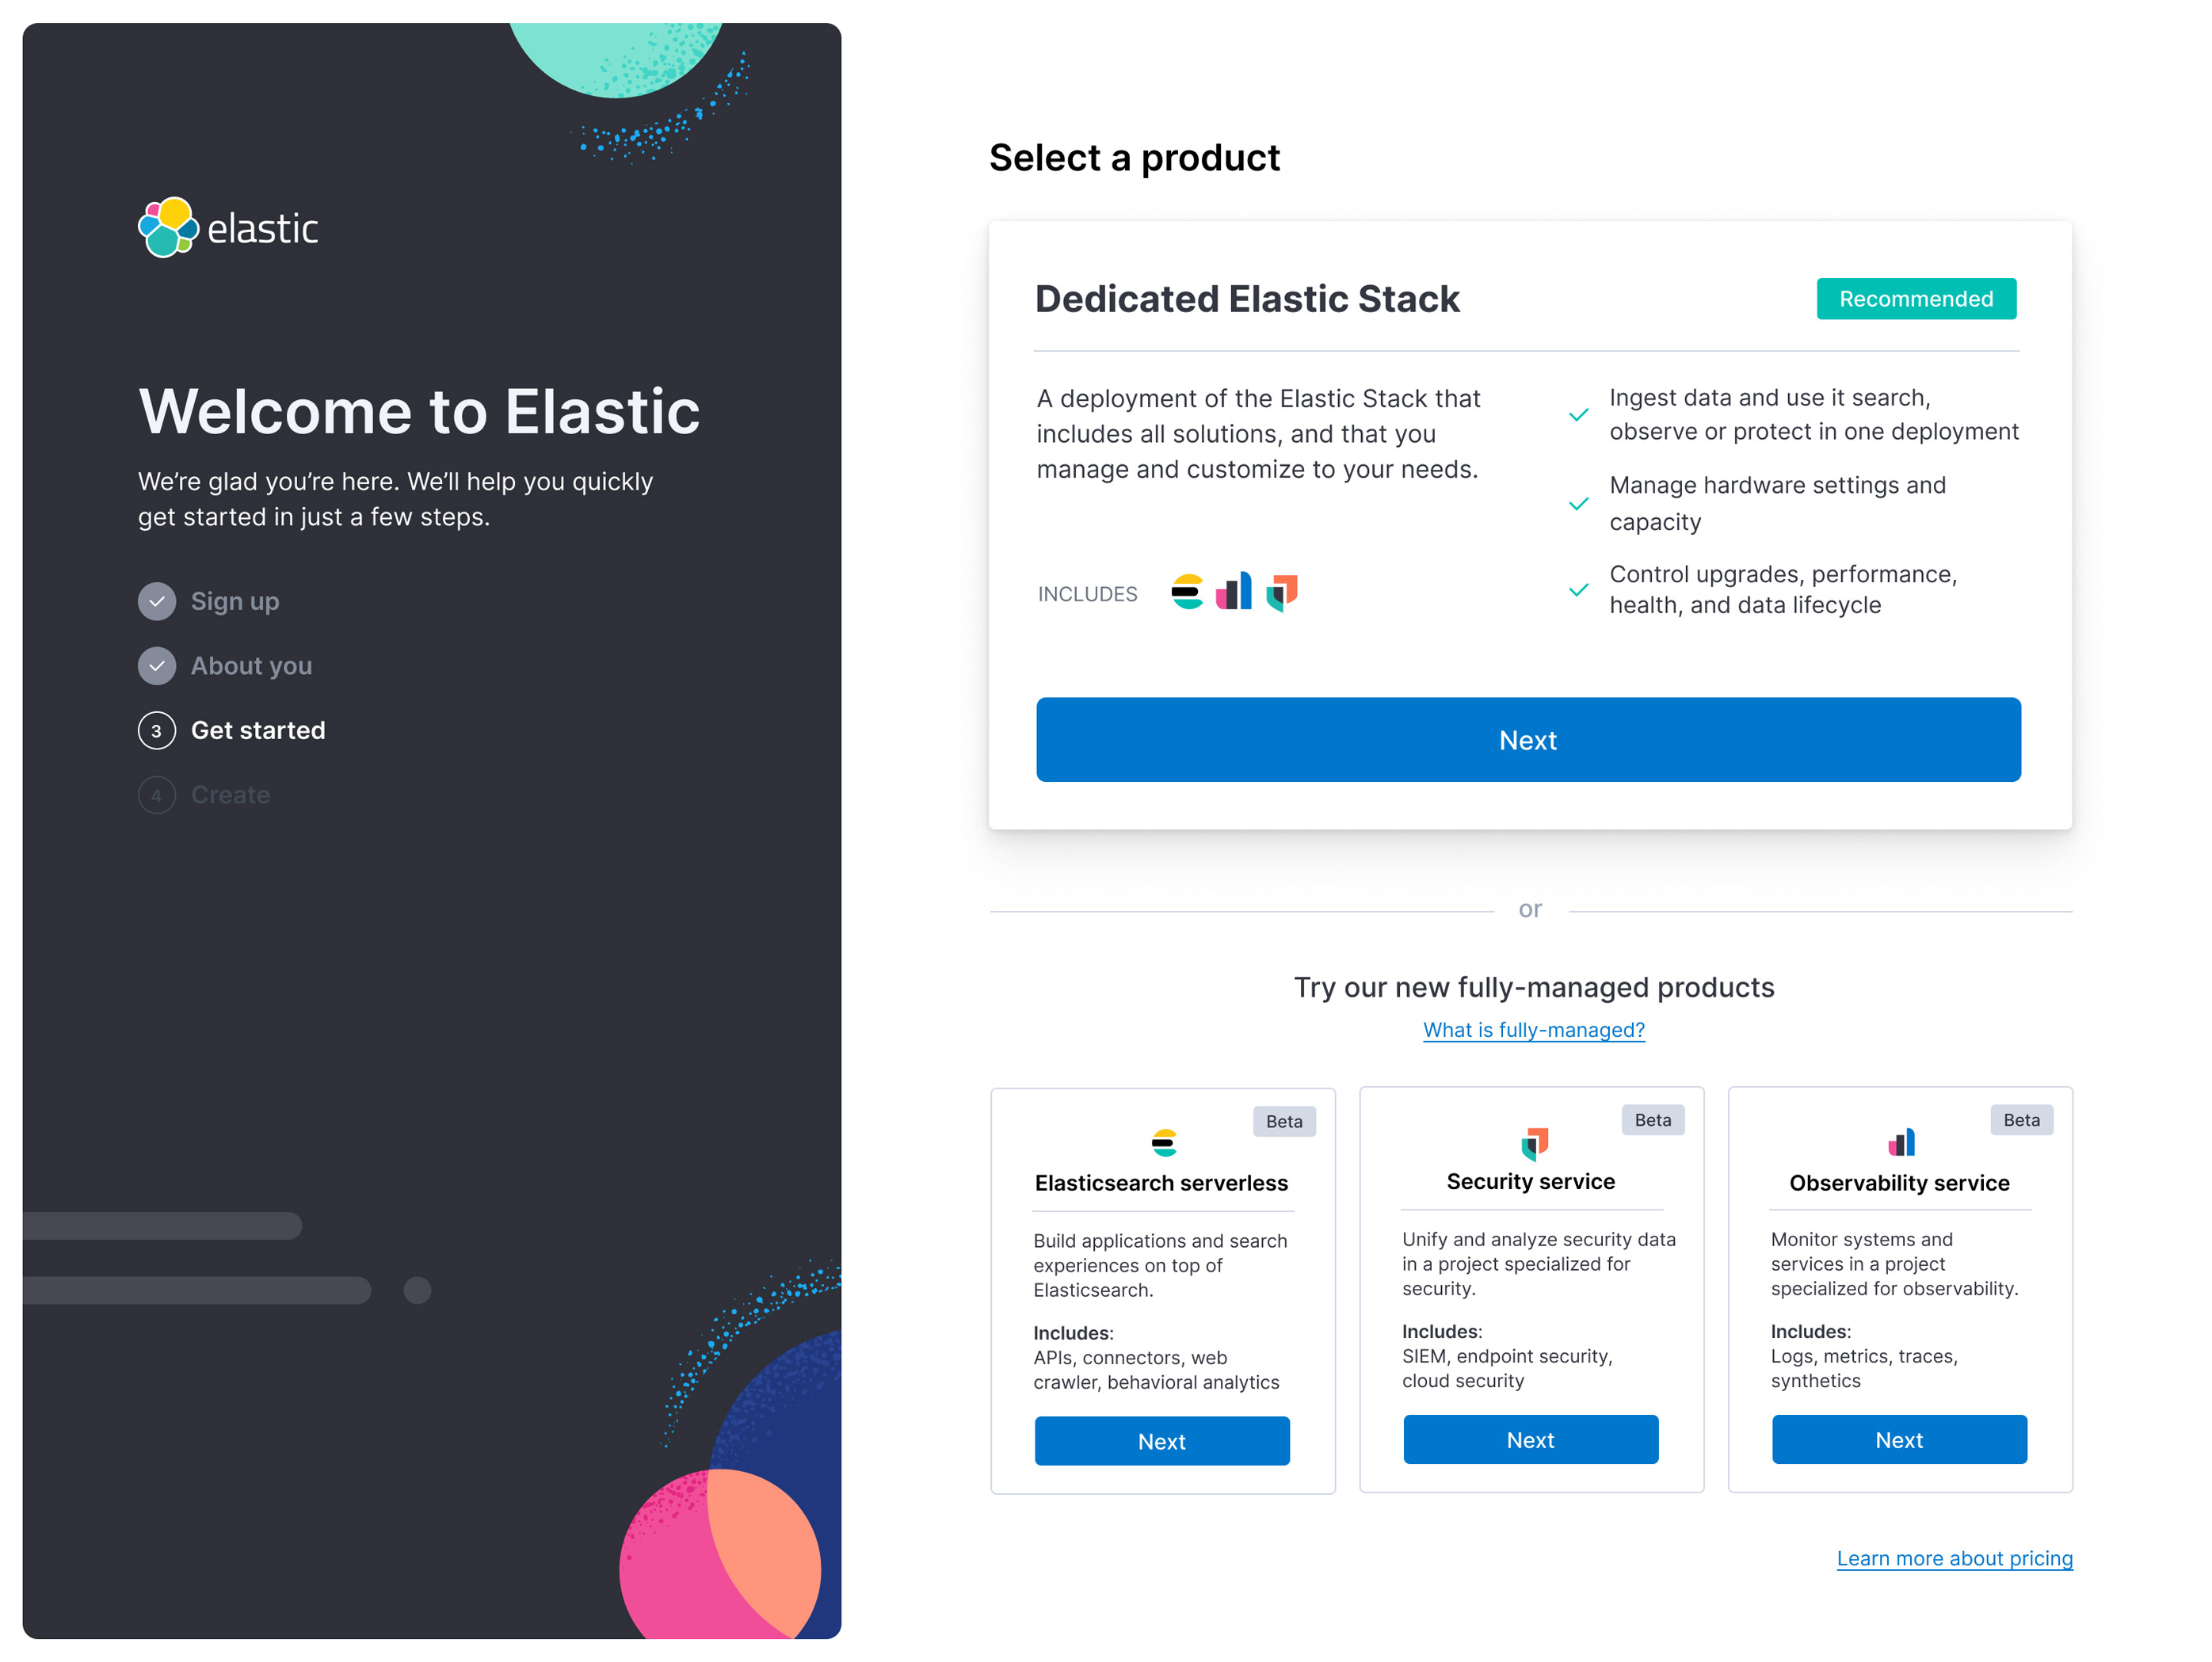 elastic
Welcome to Elastic
We’re glad you’re here. We’ll help you quickly
get started in just a few steps.
Sign up
About you
3 Get started
4 Create
Select a product
Dedicated Elastic Stack
Recommended
A deployment of the Elastic Stack that
includes all solutions, and that you
manage and customize to your needs.
INCLUDES
Ingest data and use it search,
observe or protect in one deployment
Manage hardware settings and
capacity
Control upgrades, performance,
health, and data lifecycle
Next
or
Try our new fully-managed products
What is fully-managed?
Beta
Elasticsearch serverless
Build applications and search
experiences on top of
Elasticsearch.
Includes:
APIs, connectors, web
crawler, behavioral analytics
Next
Beta
Security service
Unify and analyze security data
in a project specialized for
security.
Includes:
SIEM, endpoint security,
cloud security
Next
Beta
Observability service
Monitor systems and
services in a project
specialized for observability.
Includes:
Logs, metrics, traces,
synthetics
Next
Learn more about pricing